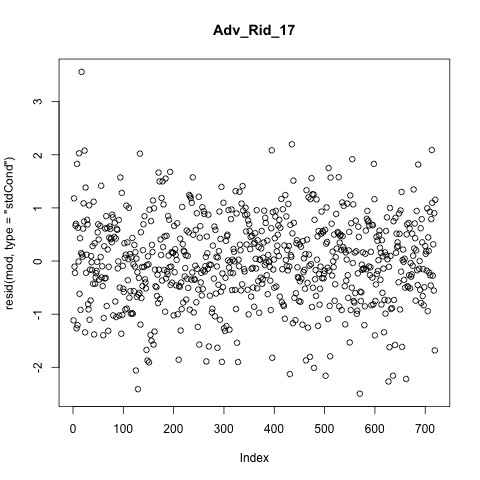 Adv_Rid_17
resid(mod, type = "stdCond")
3
2
1
0
-1
-2
0 100 200 300 400 500 600 700
Index